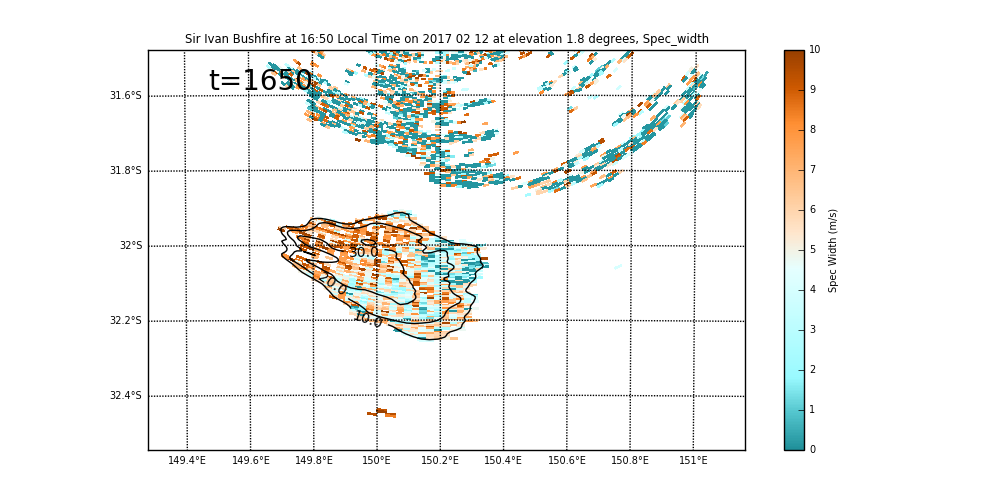 Sir Ivan Bushfire at 16:50 Local Time on 2017 02 12 at elevation 1.8 degrees, Spec_width
t=1650
31.6°S
31.8°S
32°S
32.2°S
32.4°S
30.0
20.0
10.0
149.4°E 149.6°E 149.8°E 150°E 150.2°E 150.4°E 150.6°E 150.8°E 151°E
10
9
8
7
6
5
4
3
2
1
0
Spec Width (m/s)